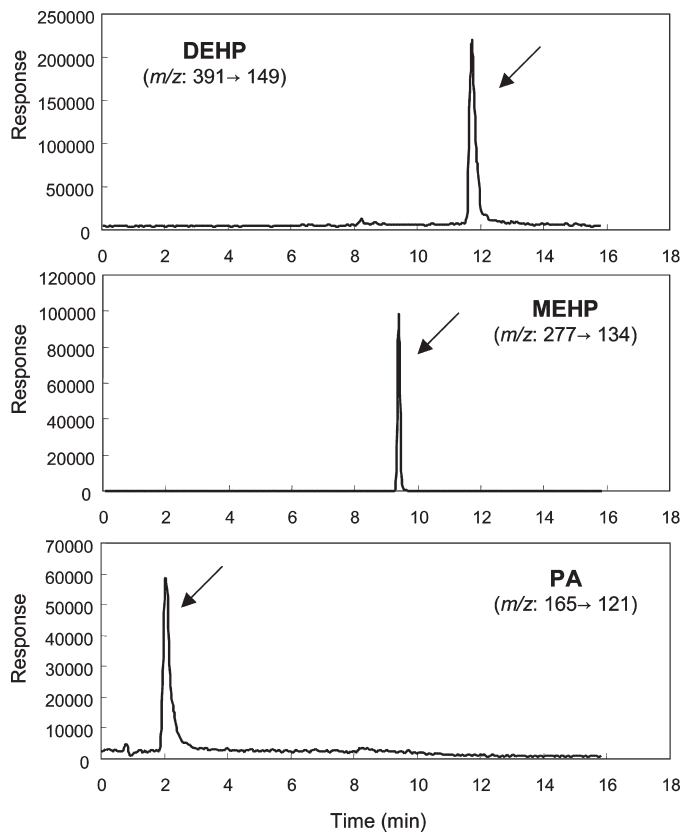 DEHP
(m/z: 391→ 149)
Response
250000
200000
150000
100000
50000
0
0 2 4 6 8 10 12 14 16 18
MEHP
(m/z: 277→ 134)
Response
120000
100000
80000
60000
40000
20000
0
0 2 4 6 8 10 12 14 16 18
PA
(m/z: 165→ 121)
Response
70000
60000
50000
40000
30000
20000
10000
0
0 2 4 6 8 10 12 14 16 18
Time (min)